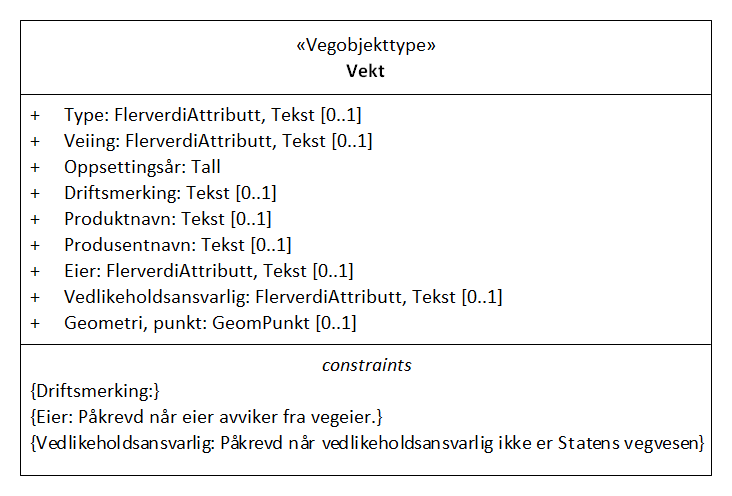 «Vegobjekttype»
Vekt
+ Type: FlerverdiAttributt, Tekst [0..1]
+ Veiing: FlerverdiAttributt, Tekst [0..1]
+ Oppsettingsår: Tall
+ Driftsmerking: Tekst [0..1]
+ Produktnavn: Tekst [0..1]
+ Produsentnavn: Tekst [0..1]
+ Eier: FlerverdiAttributt, Tekst [0..1]
+ Vedlikeholdsansvarlig: FlerverdiAttributt, Tekst [0..1]
+ Geometri, punkt: GeomPunkt [0..1]
constraints
{Driftsmerking:}
{Eier: Påkrevd når eier avviker fra vegeier.}
{Vedlikeholdsansvarlig: Påkrevd når vedlikeholdsansvarlig ikke er Statens vegvesen}